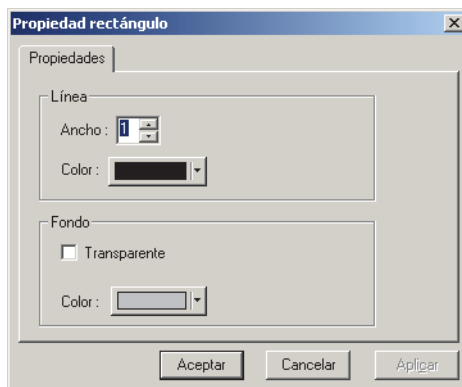 Propiedad rectángulo
Propiedades
Línea
Ancho : 1
Color :
Fondo
Transparente
Color :
Aceptar Cancelar Aplicar